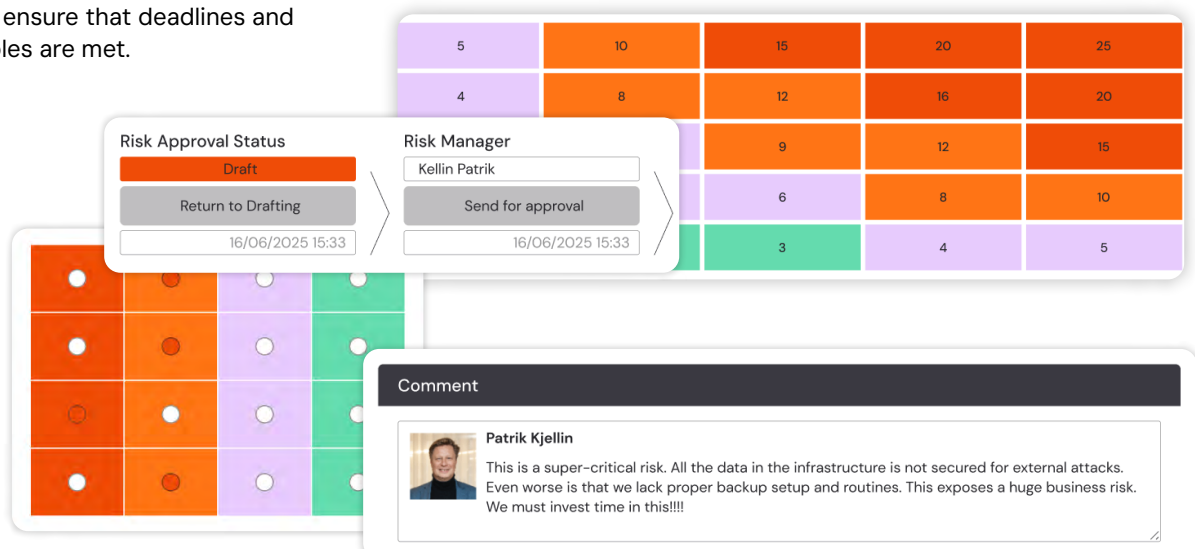 ensure that deadlines and
are met.
5 10 15 20 25
4 8 12 16 20
9 12 15
6 8 10
3 4 5
Risk Approval Status
Draft
Return to Drafting
16/06/2025 15:33
Risk Manager
Kellin Patrik
Send for approval
16/06/2025 15:33
Comment
Patrik Kjellin
This is a super-critical risk. All the data in the infrastructure is not secured for external attacks.
Even worse is that we lack proper backup setup and routines. This exposes a huge business risk.
We must invest time in this!!!!